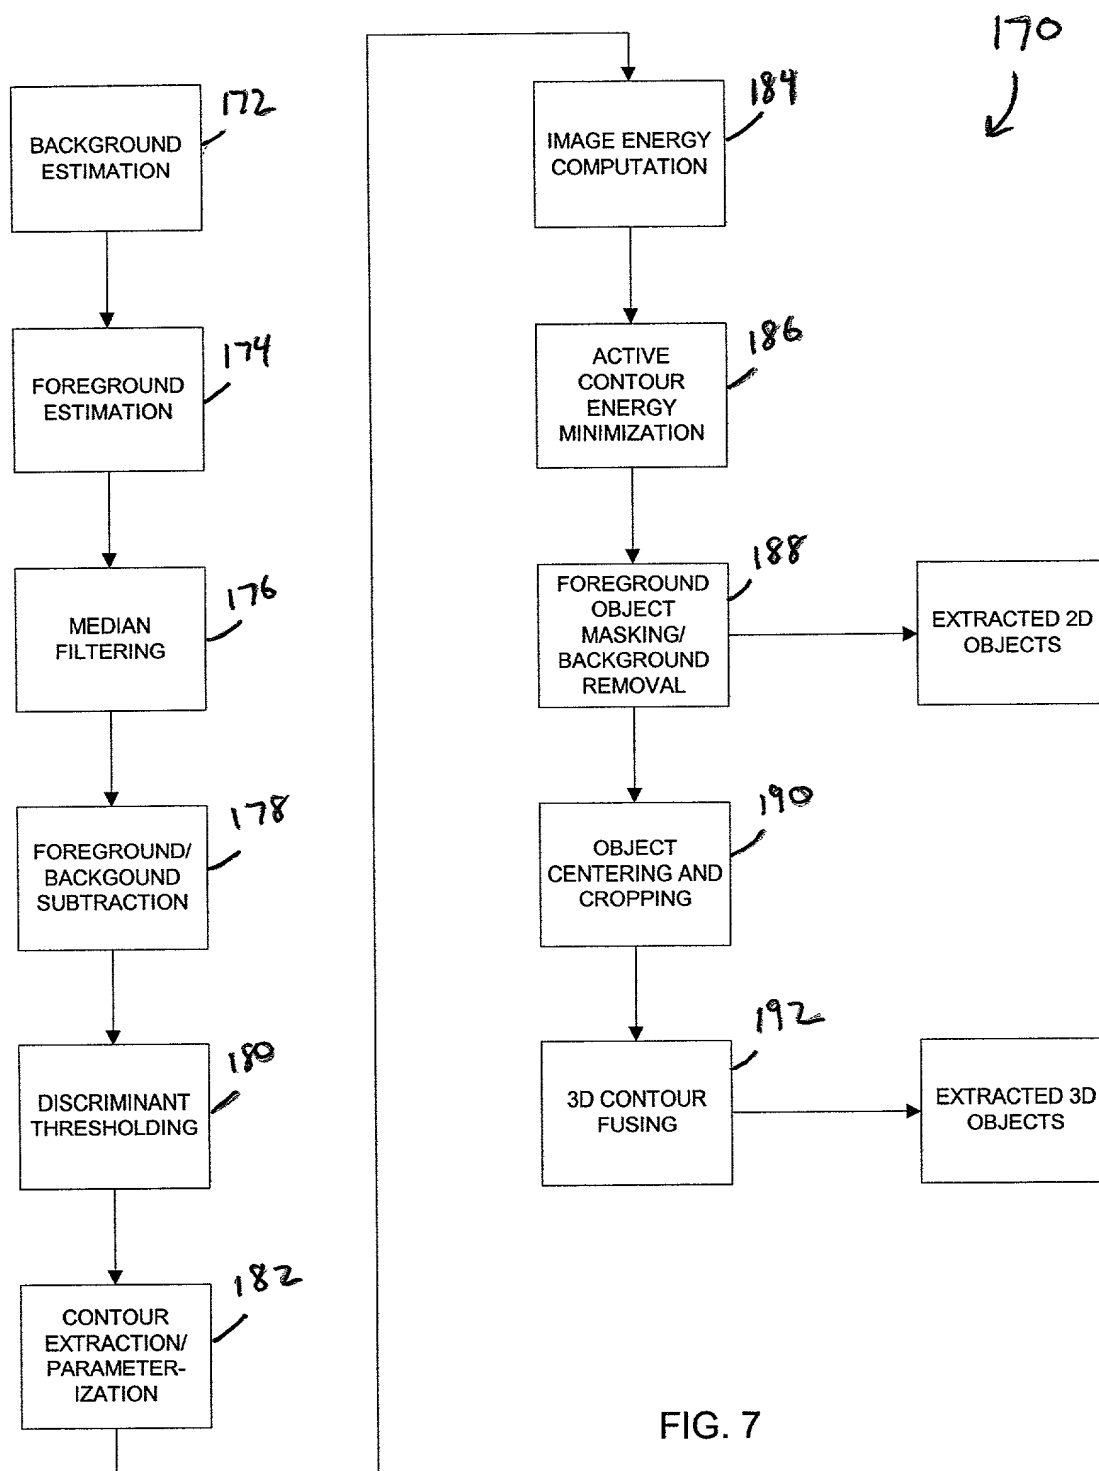 170
172
BACKGROUND
ESTIMATION
174
FOREGROUND
ESTIMATION
176
MEDIAN
FILTERING
178
FOREGROUND/
BACKGOUND
SUBTRACTION
180
DISCRIMINANT
THRESHOLDING
182
CONTOUR
EXTRACTION/
PARAMETER-
IZATION
184
IMAGE ENERGY
COMPUTATION
186
ACTIVE
CONTOUR
ENERGY
MINIMIZATION
188
FOREGROUND
OBJECT
MASKING/
BACKGROUND
REMOVAL
EXTRACTED 2D
OBJECTS
190
OBJECT
CENTERING AND
CROPPING
192
3D CONTOUR
FUSING
EXTRACTED 3D
OBJECTS
FIG. 7